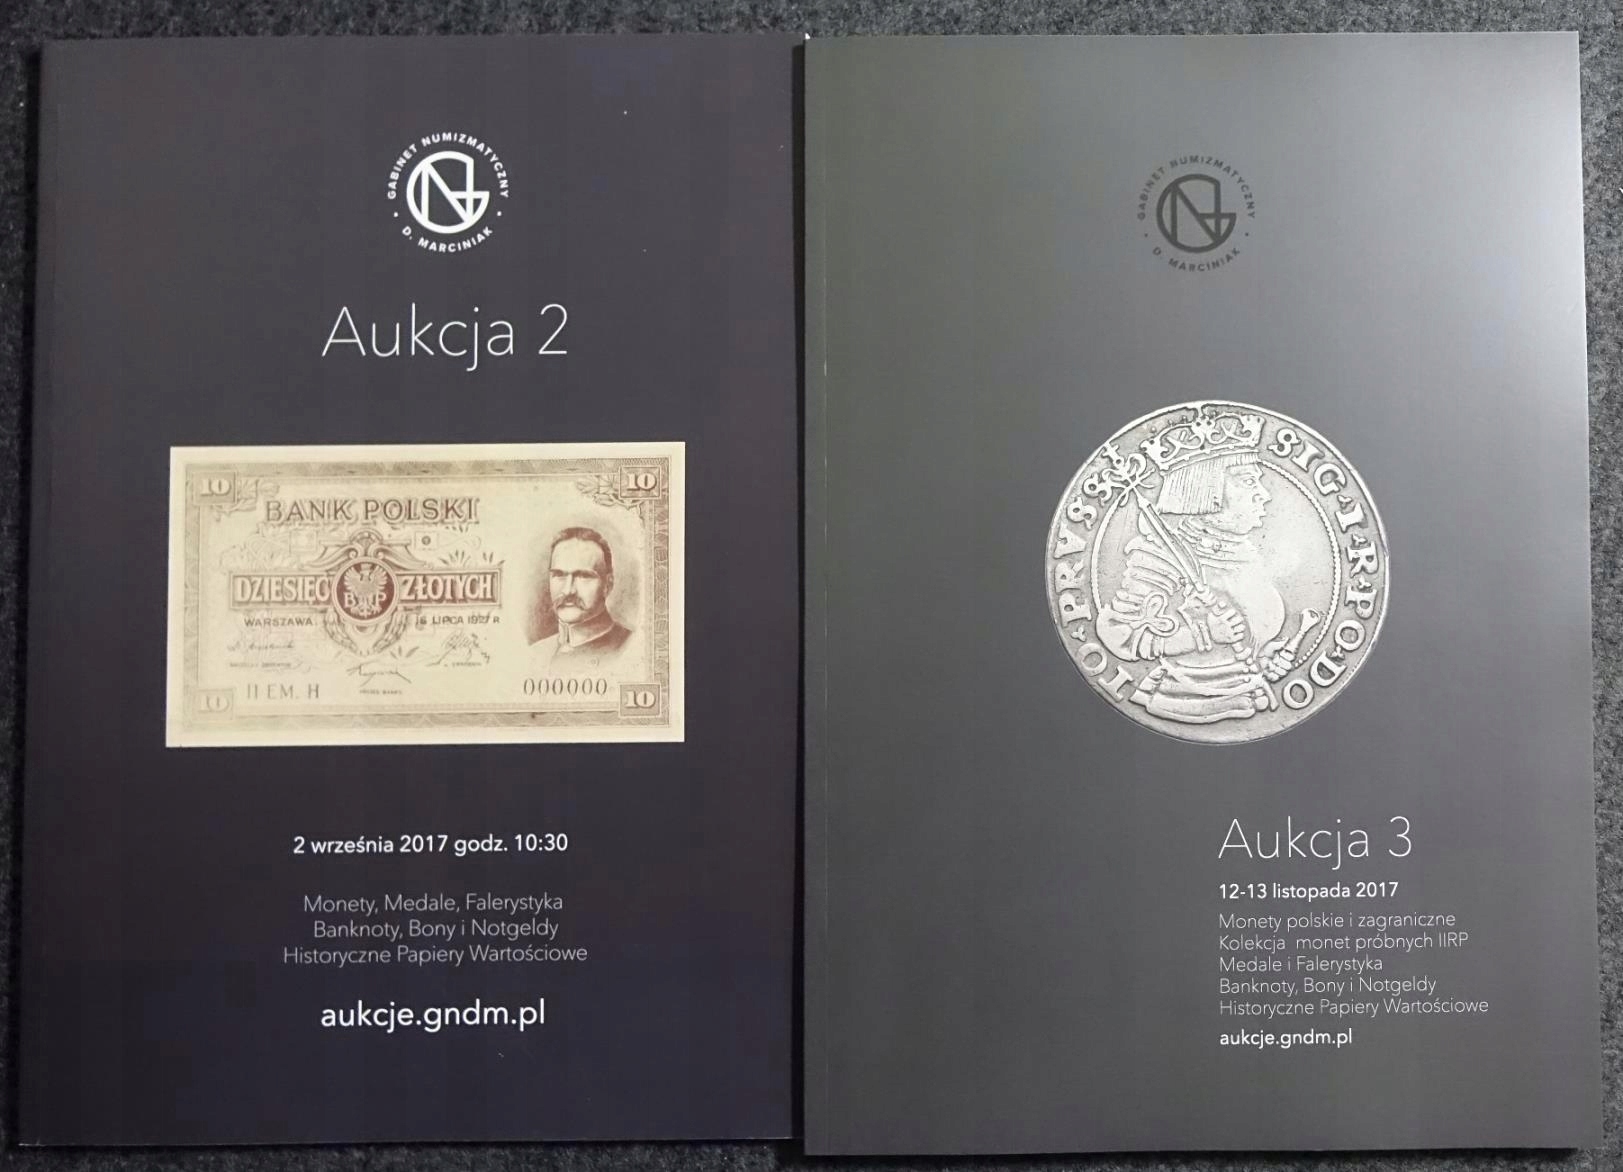 GABINET NUMIZMATYCZNY
D. MARCINIAK
Aukcja 2
10
10
BANK POLSKI
DZIESIĘĆ ZŁOTYCH
B P
WARSZAWA
LIPCA
II EM. H
000000
10
10
2 września 2017 godz. 10:30
Monety, Medale, Falerystyka
Banknoty, Bony i Notgeldy
Historyczne Papiery Wartościowe
aukcje.gndm.pl
GABINET NUMIZMATYCZNY
D. MARCINIAK
SIG·I·R·PO·DO
TO·PRVSS
Aukcja 3
12-13 listopada 2017
Monety polskie i zagraniczne
Kolekcja monet próbnych IIRP
Medale i Falerystyka
Banknoty, Bony i Notgeldy
Historyczne Papiery Wartościowe
aukcje.gndm.pl